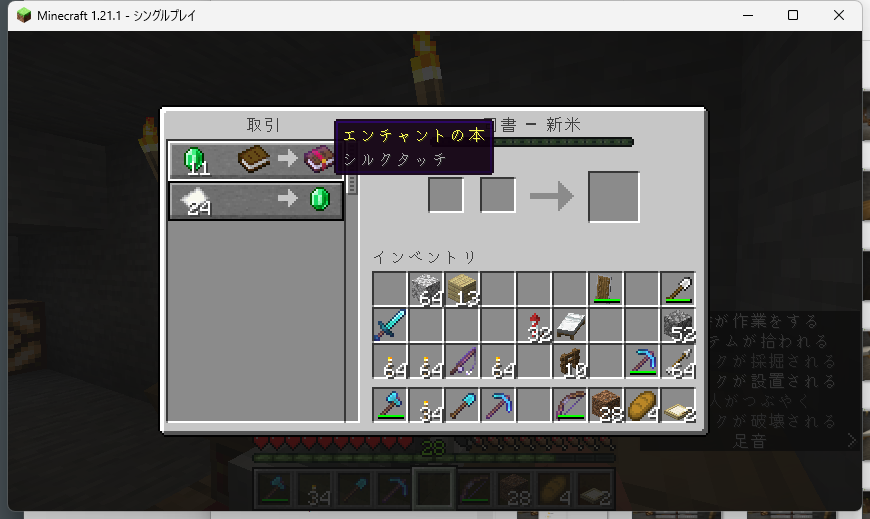 Minecraft 1.21.1 - シングルプレイ
取引
書 – 新米
エンチャントの本
シルクタッチ
11
24
インベントリ
64
13
32
52
64
64
64
10
64
34
28
4
2
が作業をする
テムが拾われる
クが採掘される
クが設置される
人がつぶやく
クが破壊される
足音
>
28
34
28
4
2